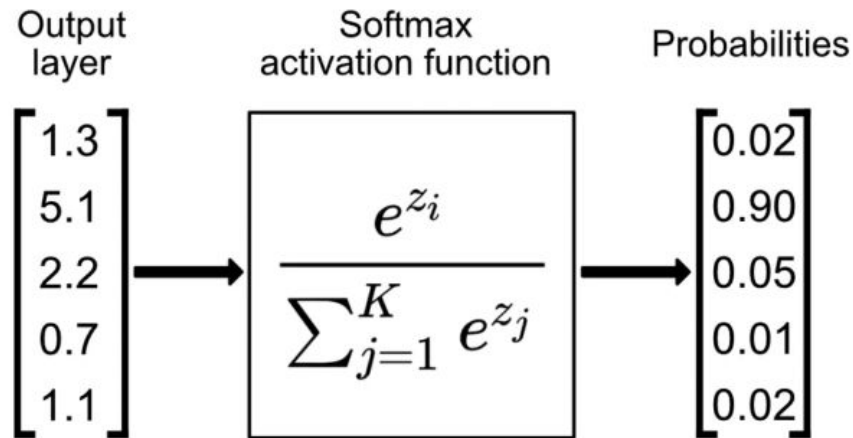 Output
layer
Softmax
activation function
Probabilities
1.3
5.1
2.2
0.7
1.1
e^{z_i}
∑_{j=1}^{K} e^{z_j}
0.02
0.90
0.05
0.01
0.02